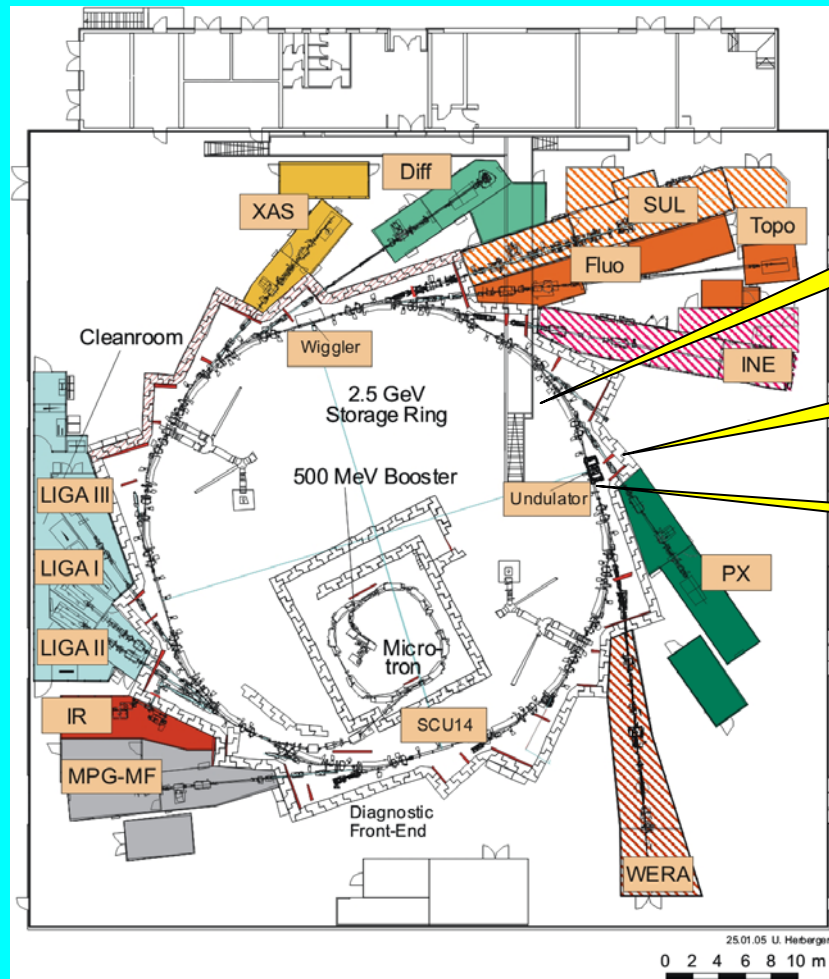 Diff
XAS
SUL
Topo
Fluo
Cleanroom
Wiggler
INE
2.5 GeV
Storage Ring
500 MeV Booster
LIGA III
Undulator
LIGA I
PX
LIGA II
Micro-
tron
IR
SCU14
MPG-MF
Diagnostic
Front-End
WERA
25.01.05 U. Herberger
0 2 4 6 8 10 m